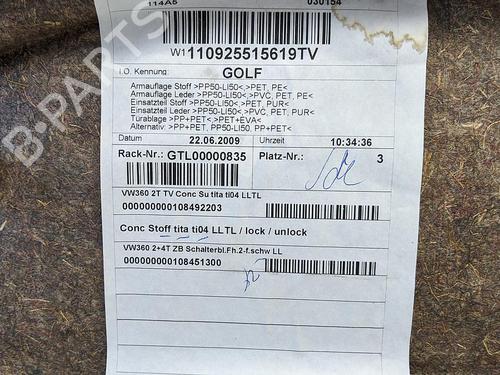 114A5 030154
W1110925515619TV
I.O. Kennung GOLF
Armauflage Stoff >PP50-LI50<,>PET, PE<
Armauflage Leder >PP50-LI50<,>PVC, PET, PE<
Einsatzteil Stoff >PP50-LI50<,>PET, PUR<
Einsatzteil Leder >PP50-LI50<,>PVC, PET, PUR<
Türablage >PP+PET<,>PET+EVA<
Alternativ: >PP+PET, PP50-LI50, PP+PET<
Datum 22.06.2009 Uhrzeit 10:34:36
Rack-Nr.: GTL00000835 Platz-Nr.: 3
VW360 2T TV Conc Su tita ti04 LLTL
000000000108492203
Conc Stoff tita ti04 LLTL / lock / unlock
VW360 2+4T ZB Schalterbl.Fh.2-f.schw LL
000000000108451300
B-PARTS